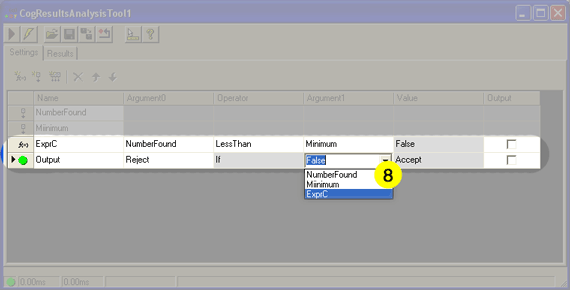 CogResultsAnalysisTool1
Settings Results
Name Argument0 Operator Argument1 Value Output
NumberFound
Minimum
f(x) ExprC NumberFound LessThan Minimum False
Output Reject If False Accept
8
NumberFound
Miinimum
ExprC
0.00ms 0.00ms